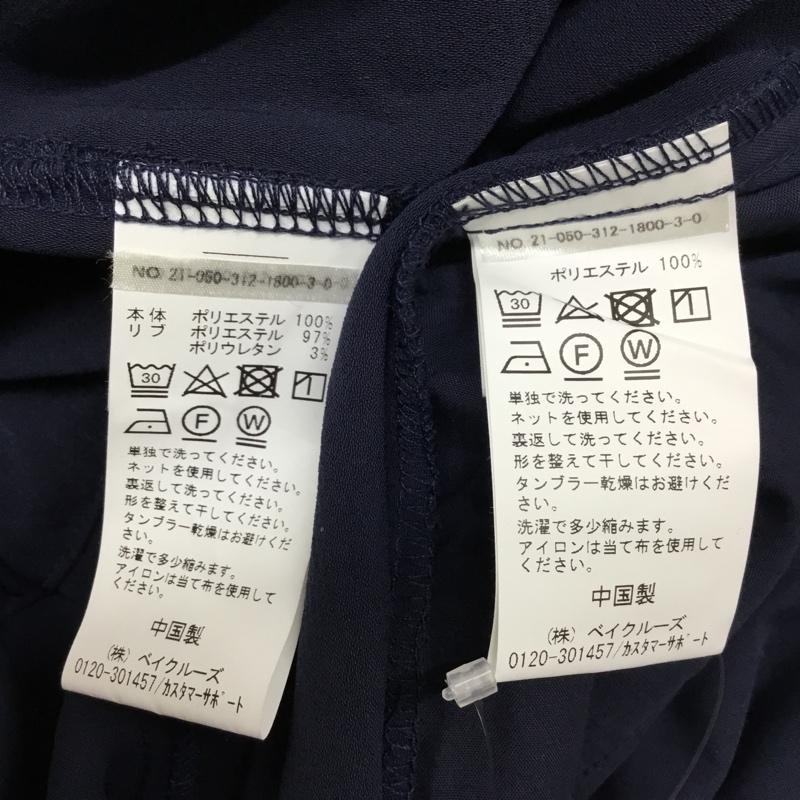 NO. 21-050-312-1800-3-0
本体 ポリエステル 100%
リブ ポリエステル 97%
ポリウレタン 3%
30
F W
単独で洗ってください。
ネットを使用してください。
裏返して洗ってください。
形を整えて干してください。
タンブラー乾燥はお避けくだ
さい。
洗濯で多少縮みます。
アイロンは当て布を使用して
ください。
中国製
(株) ベイクルーズ
0120-301457/カスタマーサポート
NO. 21-050-312-1800-3-0
ポリエステル 100%
30
F W
単独で洗ってください。
ネットを使用してください。
裏返して洗ってください。
形を整えて干してください。
タンブラー乾燥はお避けくだ
さい。
洗濯で多少縮みます。
アイロンは当て布を使用して
ください。
中国製
(株) ベイクルーズ
0120-301457/カスタマーサポート